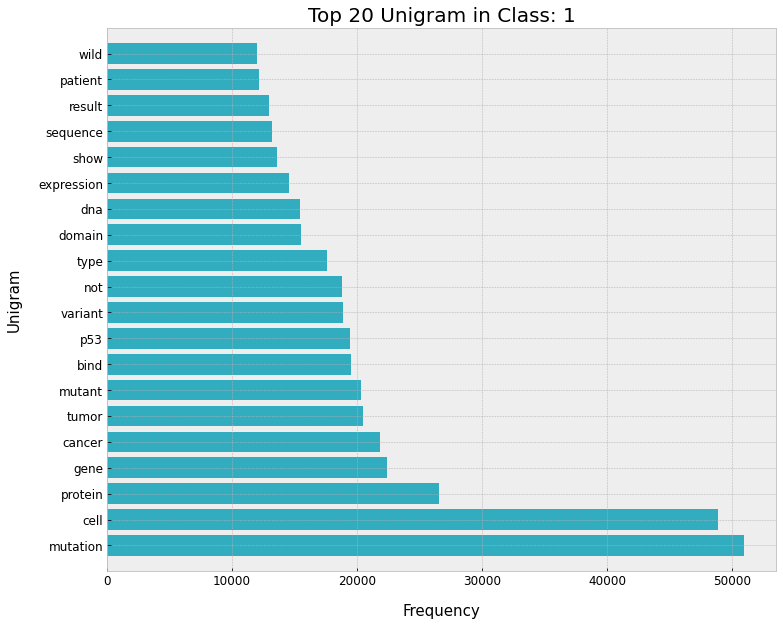 Top 20 Unigram in Class: 1
wild
patient
result
sequence
show
expression
dna
domain
type
not
variant
p53
bind
mutant
tumor
cancer
gene
protein
cell
mutation
Unigram
0 10000 20000 30000 40000 50000
Frequency